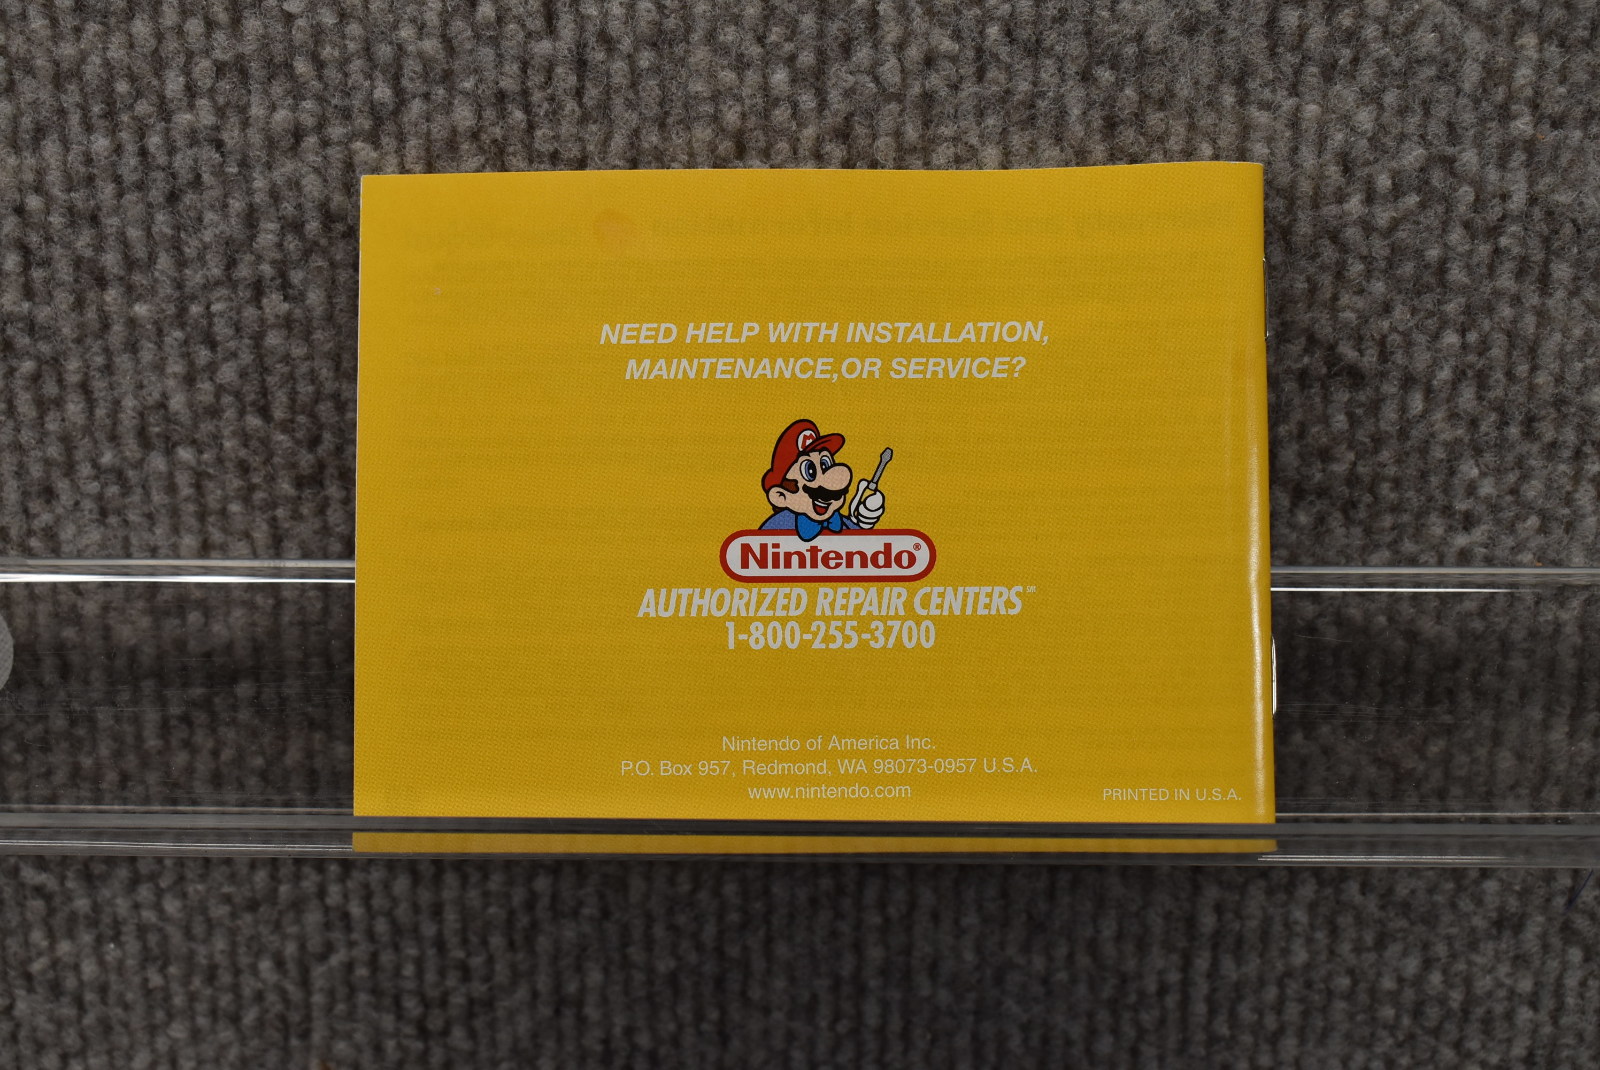 NEED HELP WITH INSTALLATION,
MAINTENANCE,OR SERVICE?
M
Nintendo®
AUTHORIZED REPAIR CENTERS℠
1-800-255-3700
Nintendo of America Inc.
P.O. Box 957, Redmond, WA 98073-0957 U.S.A.
www.nintendo.com
PRINTED IN U.S.A.